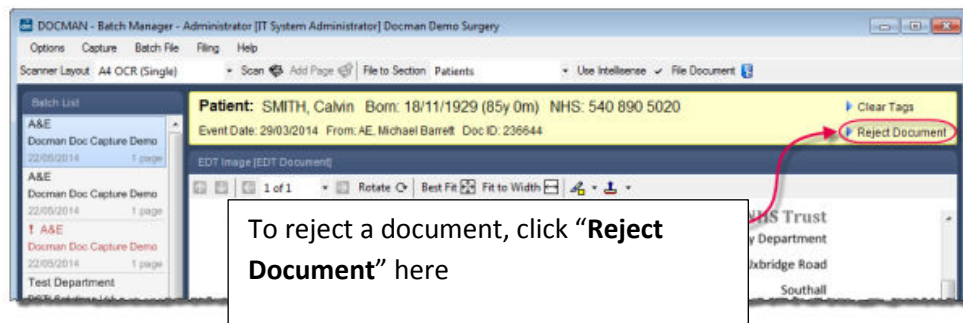 DOCMAN - Batch Manager - Administrator [IT System Administrator] Docman Demo Surgery
Options Capture Batch File Filing Help
Scanner Layout A4 OCR (Single) Scan Add Page File to Section Patients Use Intellisense File Document
Batch List
A&E
Docman Doc Capture Demo
22/05/2014 1 page
A&E
Docman Doc Capture Demo
22/05/2014 1 page
! A&E
Docman Doc Capture Demo
22/05/2014 1 page
Test Department
Patient: SMITH, Calvin Born: 18/11/1929 (85y 0m) NHS: 540 890 5020
Event Date: 29/03/2014 From: AE, Michael Barrett Doc ID: 236644
Clear Tags
Reject Document
EDT Image [EDT Document]
1 of 1 Rotate Best Fit Fit to Width
NHS Trust
y Department
Uxbridge Road
Southall
To reject a document, click “Reject
Document” here